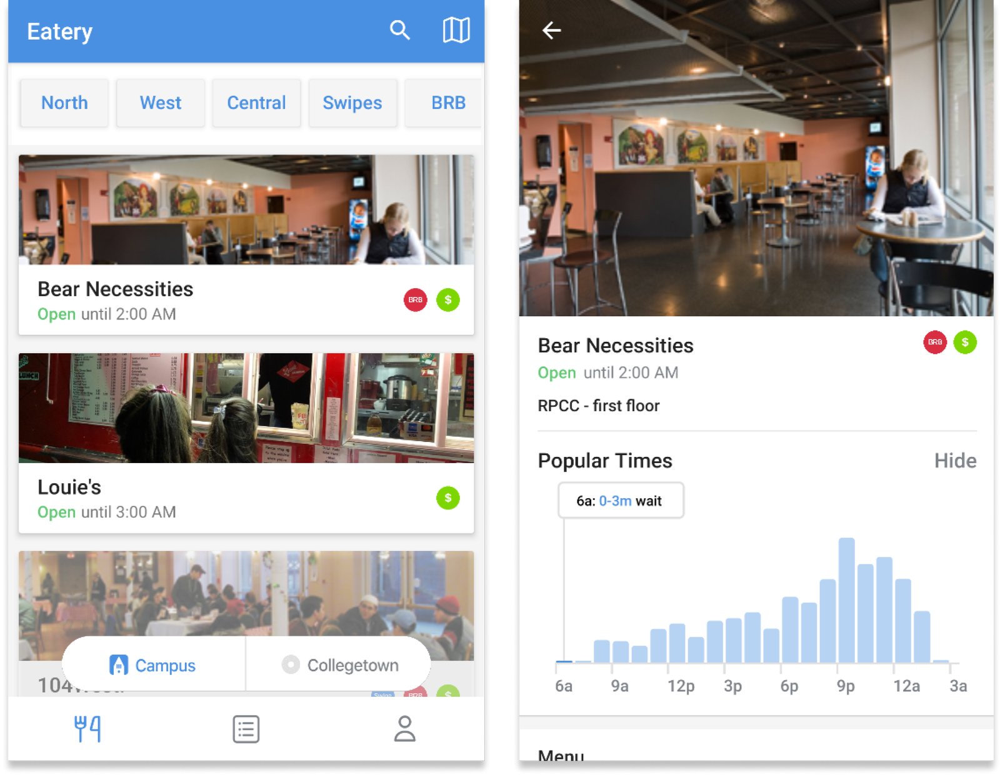 Eatery
North West Central Swipes BRB
Bear Necessities
BRB $
Open until 2:00 AM
Louie's
$
Open until 3:00 AM
Campus Collegetown
Swipe BRB $
Bear Necessities
BRB $
Open until 2:00 AM
RPCC - first floor
Popular Times Hide
6a: 0-3m wait
6a 9a 12p 3p 6p 9p 12a 3a
Menu